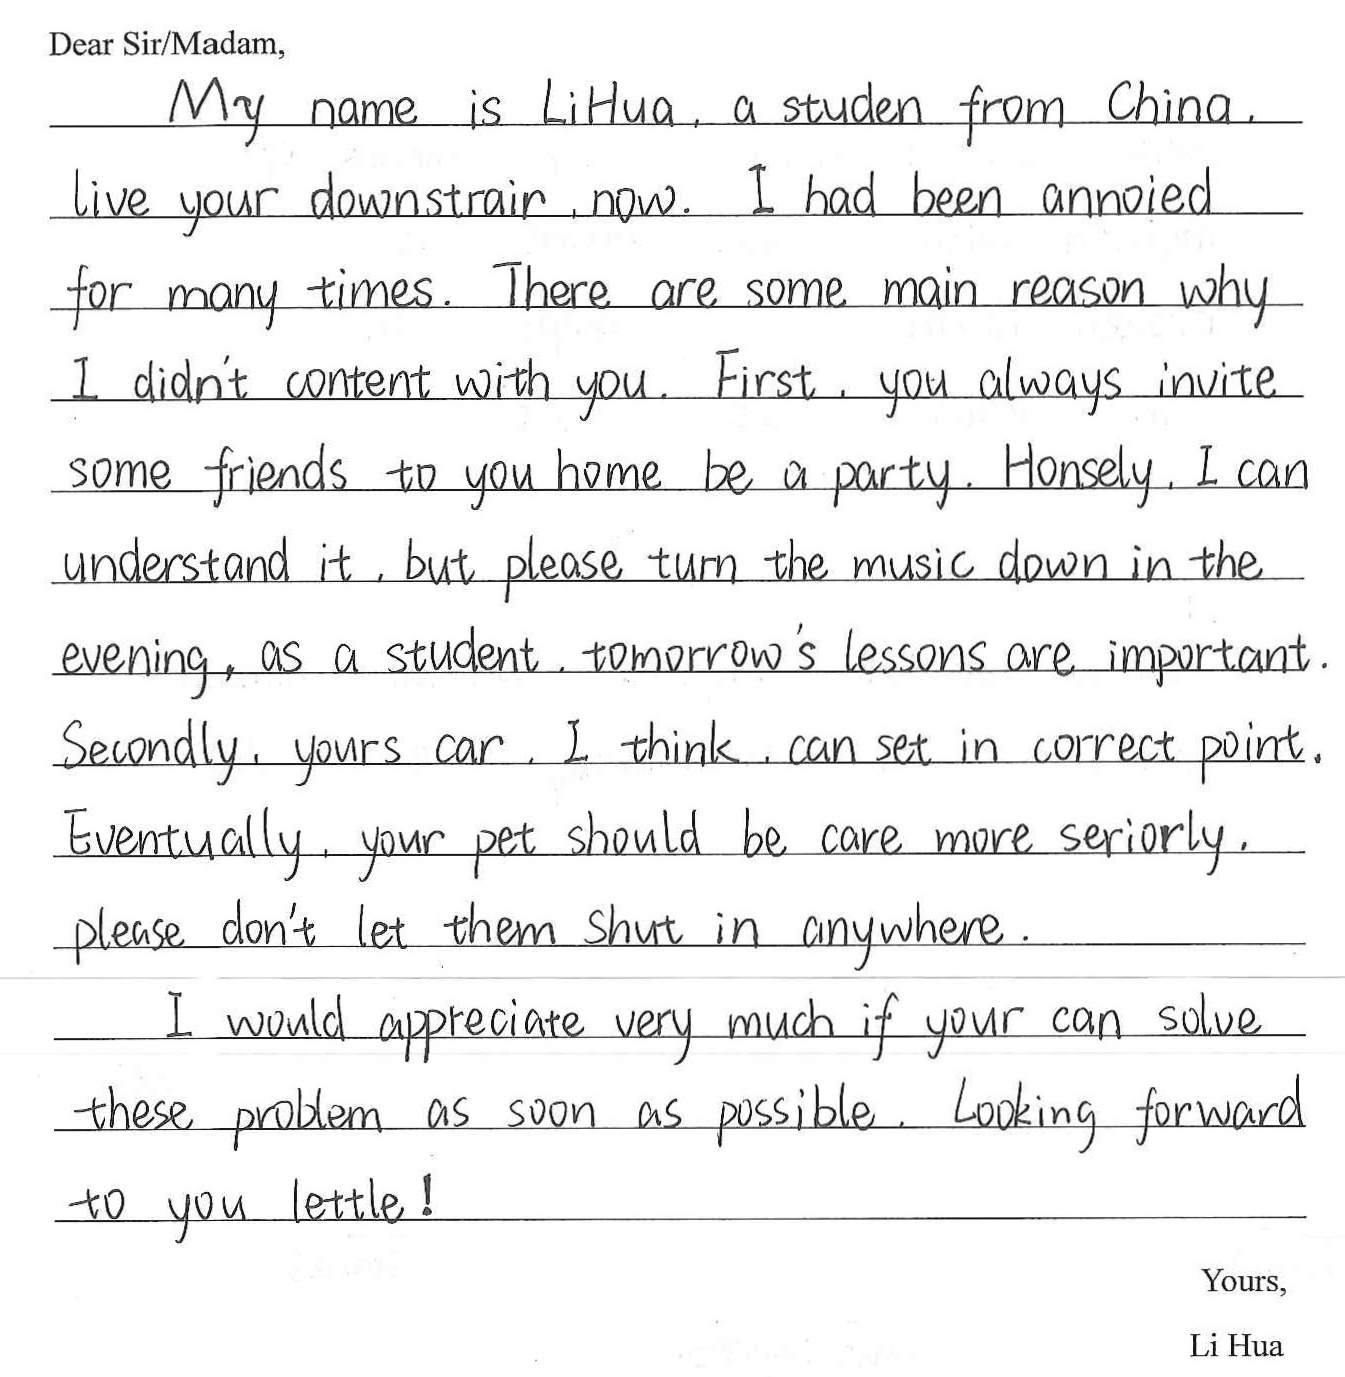 Dear Sir/Madam,
My name is LiHua, a studen from China.
live your downstrair, now. I had been annoied
for many times. There are some main reason why
I didn't content with you. First, you always invite
some friends to you home be a party. Honsely, I can
understand it, but please turn the music down in the
evening, as a student, tomorrow's lessons are important.
Secondly, yours car, I think, can set in correct point.
Eventually, your pet should be care more seriorly,
please don't let them shut in anywhere.
I would appreciate very much if your can solve
these problem as soon as possible. Looking forward
to you lettle!
Yours,
Li Hua